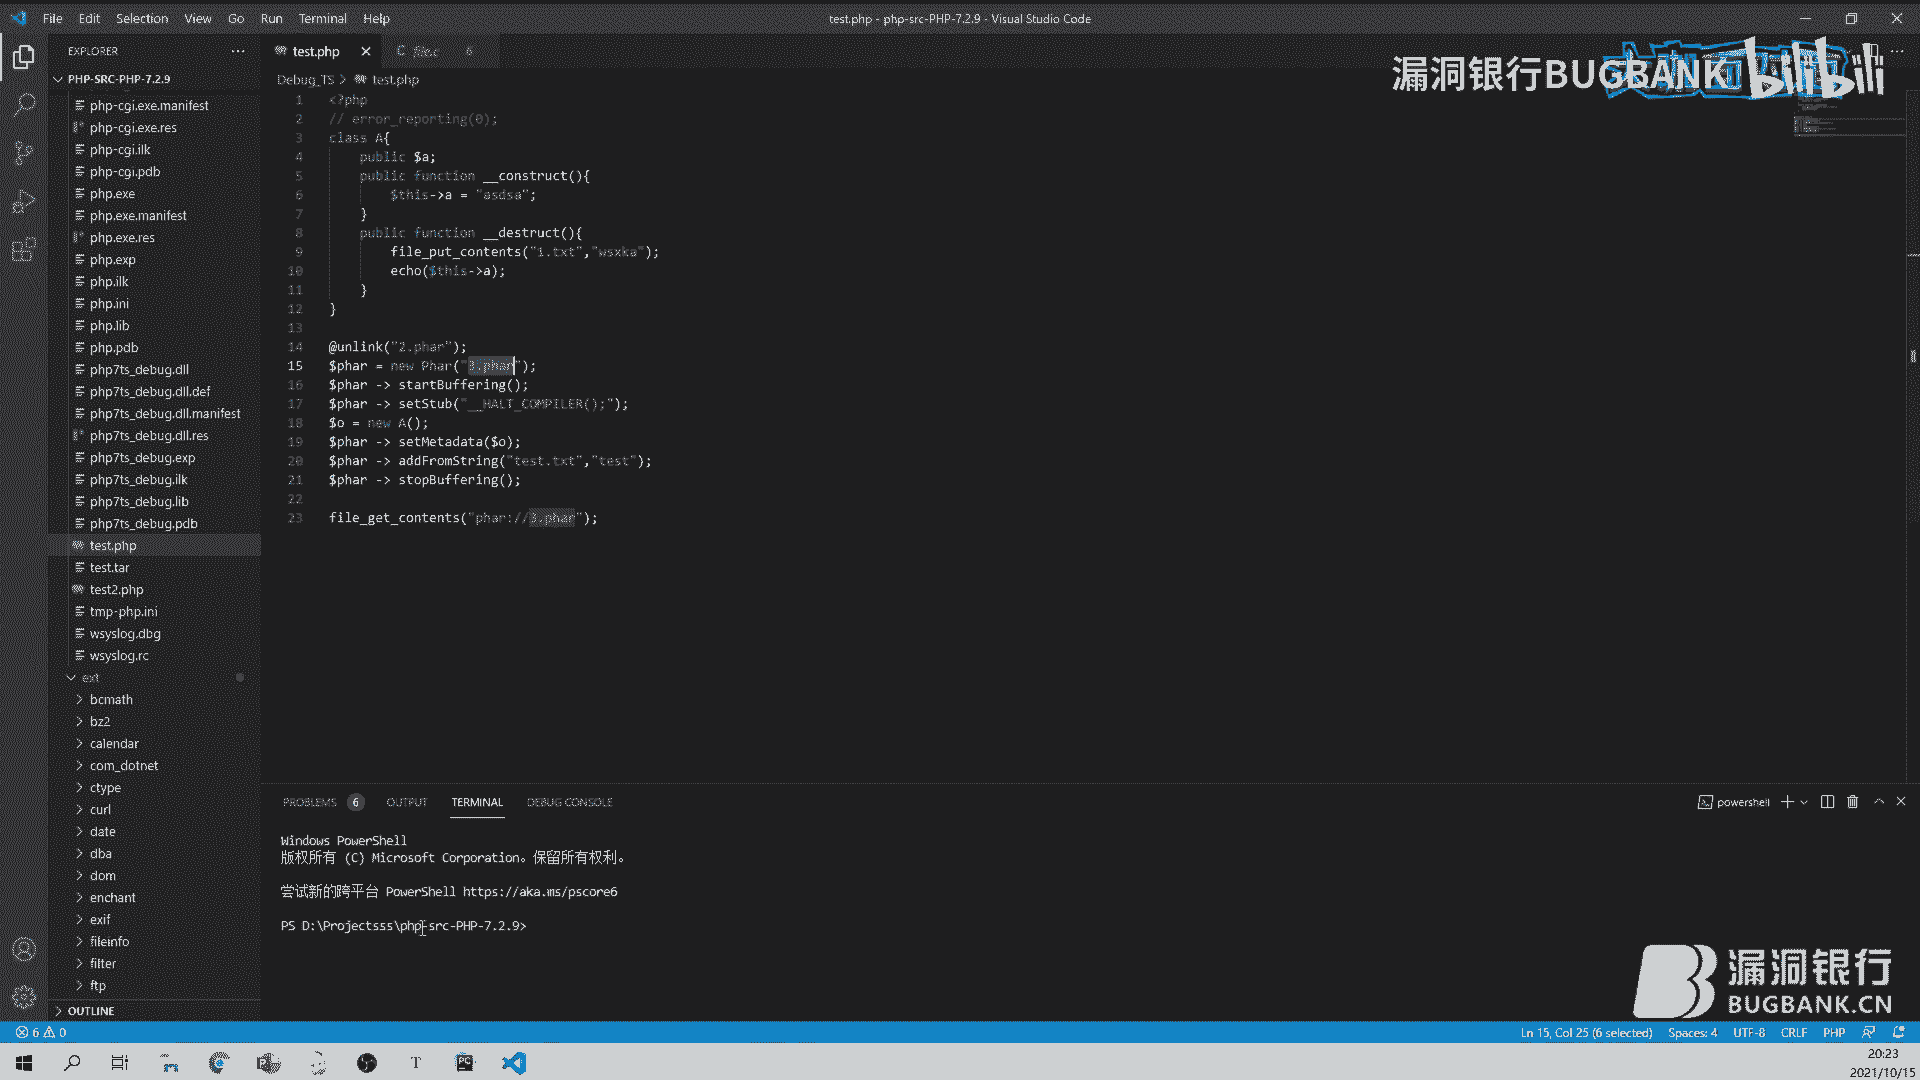 File Edit Selection View Go Run Terminal Help
test.php - php-src-PHP-7.2.9 - Visual Studio Code
EXPLORER
PHP-SRC-PHP-7.2.9
php-cgi.exe.manifest
php-cgi.exe.res
php-cgi.ilk
php-cgi.pdb
php.exe
php.exe.manifest
php.exe.res
php.exp
php.ilk
php.ini
php.lib
php.pdb
php7ts_debug.dll
php7ts_debug.dll.def
php7ts_debug.dll.manifest
php7ts_debug.dll.res
php7ts_debug.exp
php7ts_debug.ilk
php7ts_debug.lib
php7ts_debug.pdb
test.php
test.tar
test2.php
tmp-php.ini
wsyslog.dbg
wsyslog.rc
ext
bcmath
bz2
calendar
com_dotnet
ctype
curl
date
dba
dom
enchant
exif
fileinfo
filter
ftp
OUTLINE
test.php
C file.c 6
Debug_TS > test.php
漏洞银行BUGBANK
bilibili
1 <?php
2 // error_reporting(0);
3 class A{
4 public $a;
5 public function __construct(){
6 $this->a = "asdsa";
7 }
8 public function __destruct(){
9 file_put_contents("1.txt","wsxka");
10 echo($this->a);
11 }
12 }
13
14 @unlink("2.phar");
15 $phar = new Phar("3.phar");
16 $phar -> startBuffering();
17 $phar -> setStub("__HALT_COMPILER();");
18 $o = new A();
19 $phar -> setMetadata($o);
20 $phar -> addFromString("test.txt","test");
21 $phar -> stopBuffering();
22
23 file_get_contents("phar://3.phar");
PROBLEMS 6 OUTPUT TERMINAL DEBUG CONSOLE
powershell
Windows PowerShell
版权所有 (C) Microsoft Corporation。保留所有权利。
尝试新的跨平台 PowerShell https://aka.ms/pscore6
PS D:\Projectsss\php-src-PHP-7.2.9>
漏洞银行
BUGBANK.CN
6 0
Ln 15, Col 25 (6 selected) Spaces: 4 UTF-8 CRLF PHP
T
PC
20:23
2021/10/15